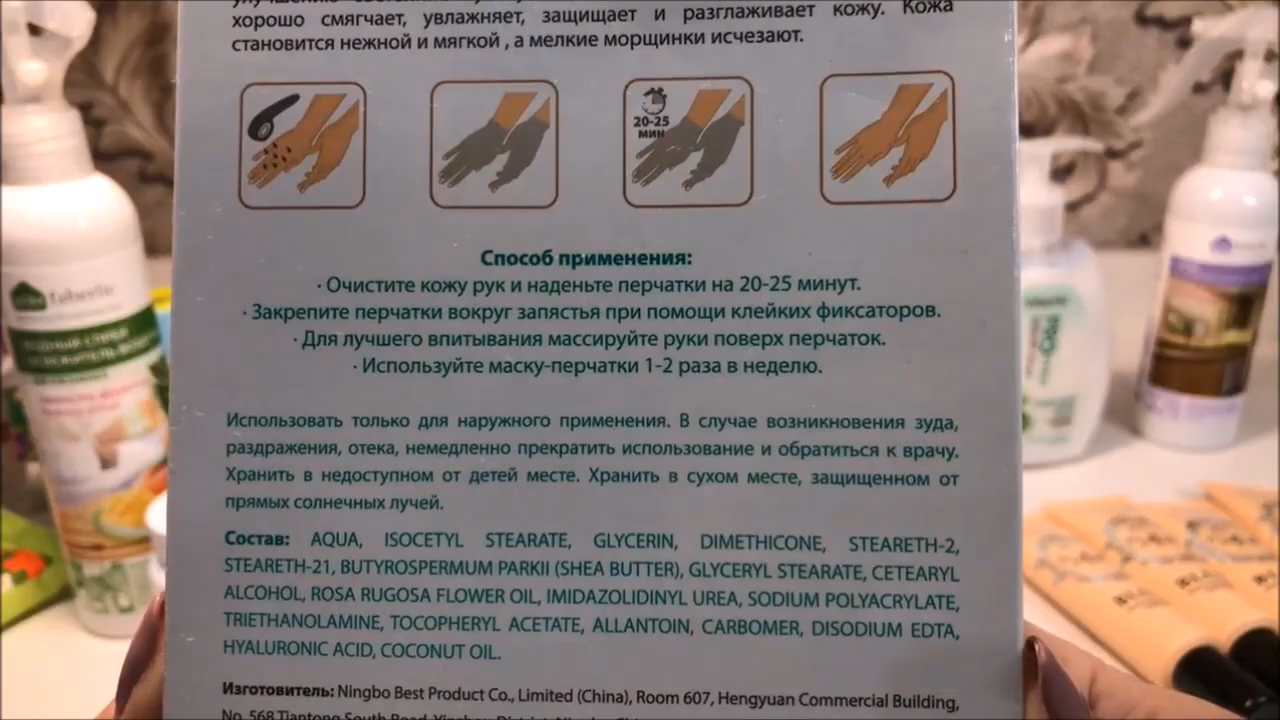 хорошо смягчает, увлажняет, защищает и разглаживает кожу. Кожа
становится нежной и мягкой , а мелкие морщинки исчезают.
20-25
мин
Способ применения:
· Очистите кожу рук и наденьте перчатки на 20-25 минут.
· Закрепите перчатки вокруг запястья при помощи клейких фиксаторов.
· Для лучшего впитывания массируйте руки поверх перчаток.
· Используйте маску-перчатки 1-2 раза в неделю.
Использовать только для наружного применения. В случае возникновения зуда,
раздражения, отека, немедленно прекратить использование и обратиться к врачу.
Хранить в недоступном от детей месте. Хранить в сухом месте, защищенном от
прямых солнечных лучей.
Состав: AQUA, ISOCETYL STEARATE, GLYCERIN, DIMETHICONE, STEARETH-2,
STEARETH-21, BUTYROSPERMUM PARKII (SHEA BUTTER), GLYCERYL STEARATE, CETEARYL
ALCOHOL, ROSA RUGOSA FLOWER OIL, IMIDAZOLIDINYL UREA, SODIUM POLYACRYLATE,
TRIETHANOLAMINE, TOCOPHERYL ACETATE, ALLANTOIN, CARBOMER, DISODIUM EDTA,
HYALURONIC ACID, COCONUT OIL.
Изготовитель: Ningbo Best Product Co., Limited (China), Room 607, Hengyuan Commercial Building,
No. 568 Tiantong South Road
faberlic